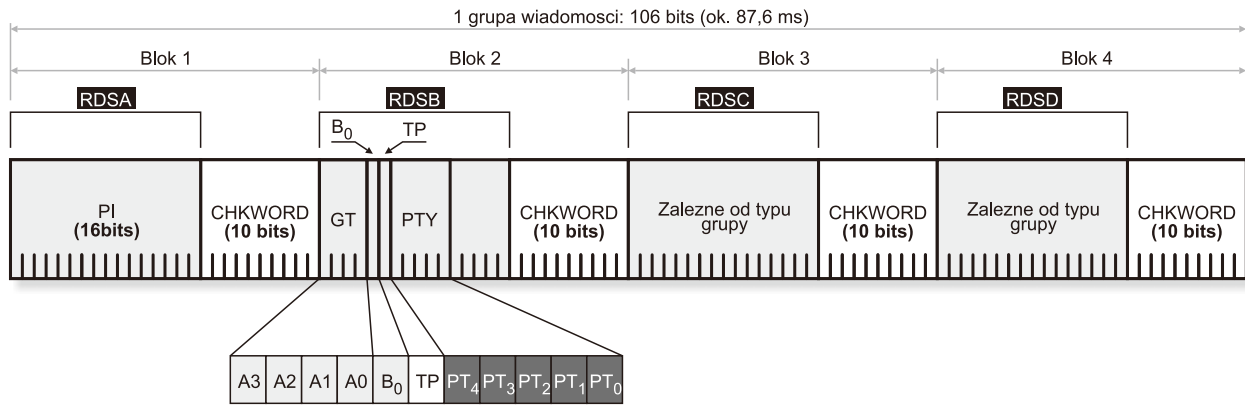 1 grupa wiadomosci: 106 bits (ok. 87,6 ms)
Blok 1 Blok 2 Blok 3 Blok 4
RDSA RDSB RDSC RDSD
B0 TP
PI
(16bits)
CHKWORD
(10 bits)
GT
PTY
CHKWORD
(10 bits)
Zalezne od typu
grupy
CHKWORD
(10 bits)
Zalezne od typu
grupy
CHKWORD
(10 bits)
A3 A2 A1 A0 B0 TP PT4 PT3 PT2 PT1 PT0